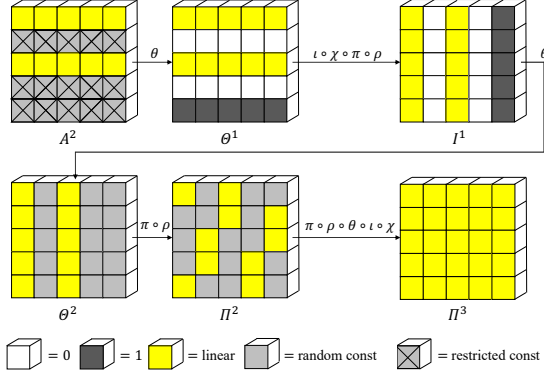 θ
ι ∘ χ ∘ π ∘ ρ
θ
A²
Θ¹
I¹
π ∘ ρ
π ∘ ρ ∘ θ ∘ ι ∘ χ
Θ²
Π²
Π³
= 0
= 1
= linear
= random const
= restricted const